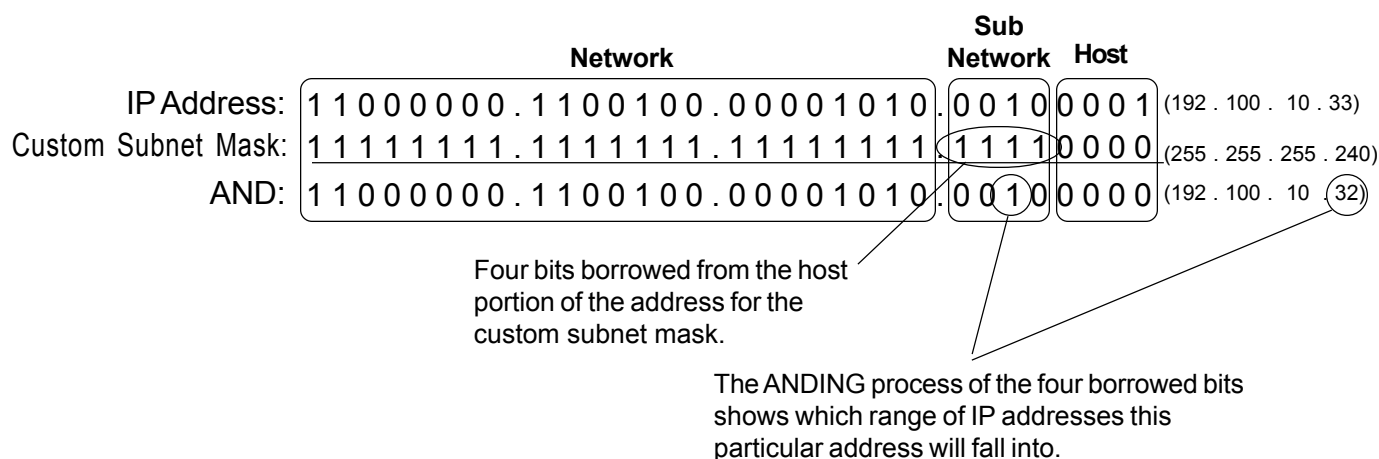 Sub
Network Network Host
IP Address: 1 1 0 0 0 0 0 0 . 1 1 0 0 1 0 0 . 0 0 0 0 1 0 1 0 . 0 0 1 0 0 0 0 1 (192 . 100 . 10 . 33)
Custom Subnet Mask: 1 1 1 1 1 1 1 1 . 1 1 1 1 1 1 1 . 1 1 1 1 1 1 1 1 . 1 1 1 1 0 0 0 0 (255 . 255 . 255 . 240)
AND: 1 1 0 0 0 0 0 0 . 1 1 0 0 1 0 0 . 0 0 0 0 1 0 1 0 . 0 0 1 0 0 0 0 0 (192 . 100 . 10 . 32)
Four bits borrowed from the host
portion of the address for the
custom subnet mask.
The ANDING process of the four borrowed bits
shows which range of IP addresses this
particular address will fall into.